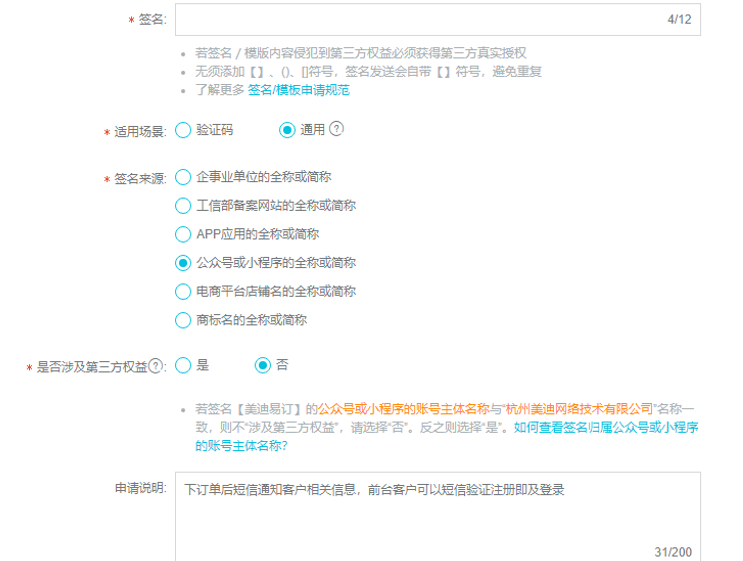 * 签名:
4/12
• 若签名 / 模版内容侵犯到第三方权益必须获得第三方真实授权
• 无须添加【】、()、[]符号，签名发送会自带【】符号，避免重复
• 了解更多 签名/模板申请规范
* 适用场景: 验证码 通用 ?
* 签名来源: 企事业单位的全称或简称
工信部备案网站的全称或简称
APP应用的全称或简称
公众号或小程序的全称或简称
电商平台店铺名的全称或简称
商标名的全称或简称
* 是否涉及第三方权益?: 是 否
• 若签名【美迪易订】的公众号或小程序的账号主体名称与“杭州美迪网络技术有限公司”名称一
致，则不“涉及第三方权益”，请选择“否”。反之则选择“是”。如何查看签名归属公众号或小程序
的账号主体名称?
申请说明: 下订单后短信通知客户相关信息，前台客户可以短信验证注册即及登录
31/200